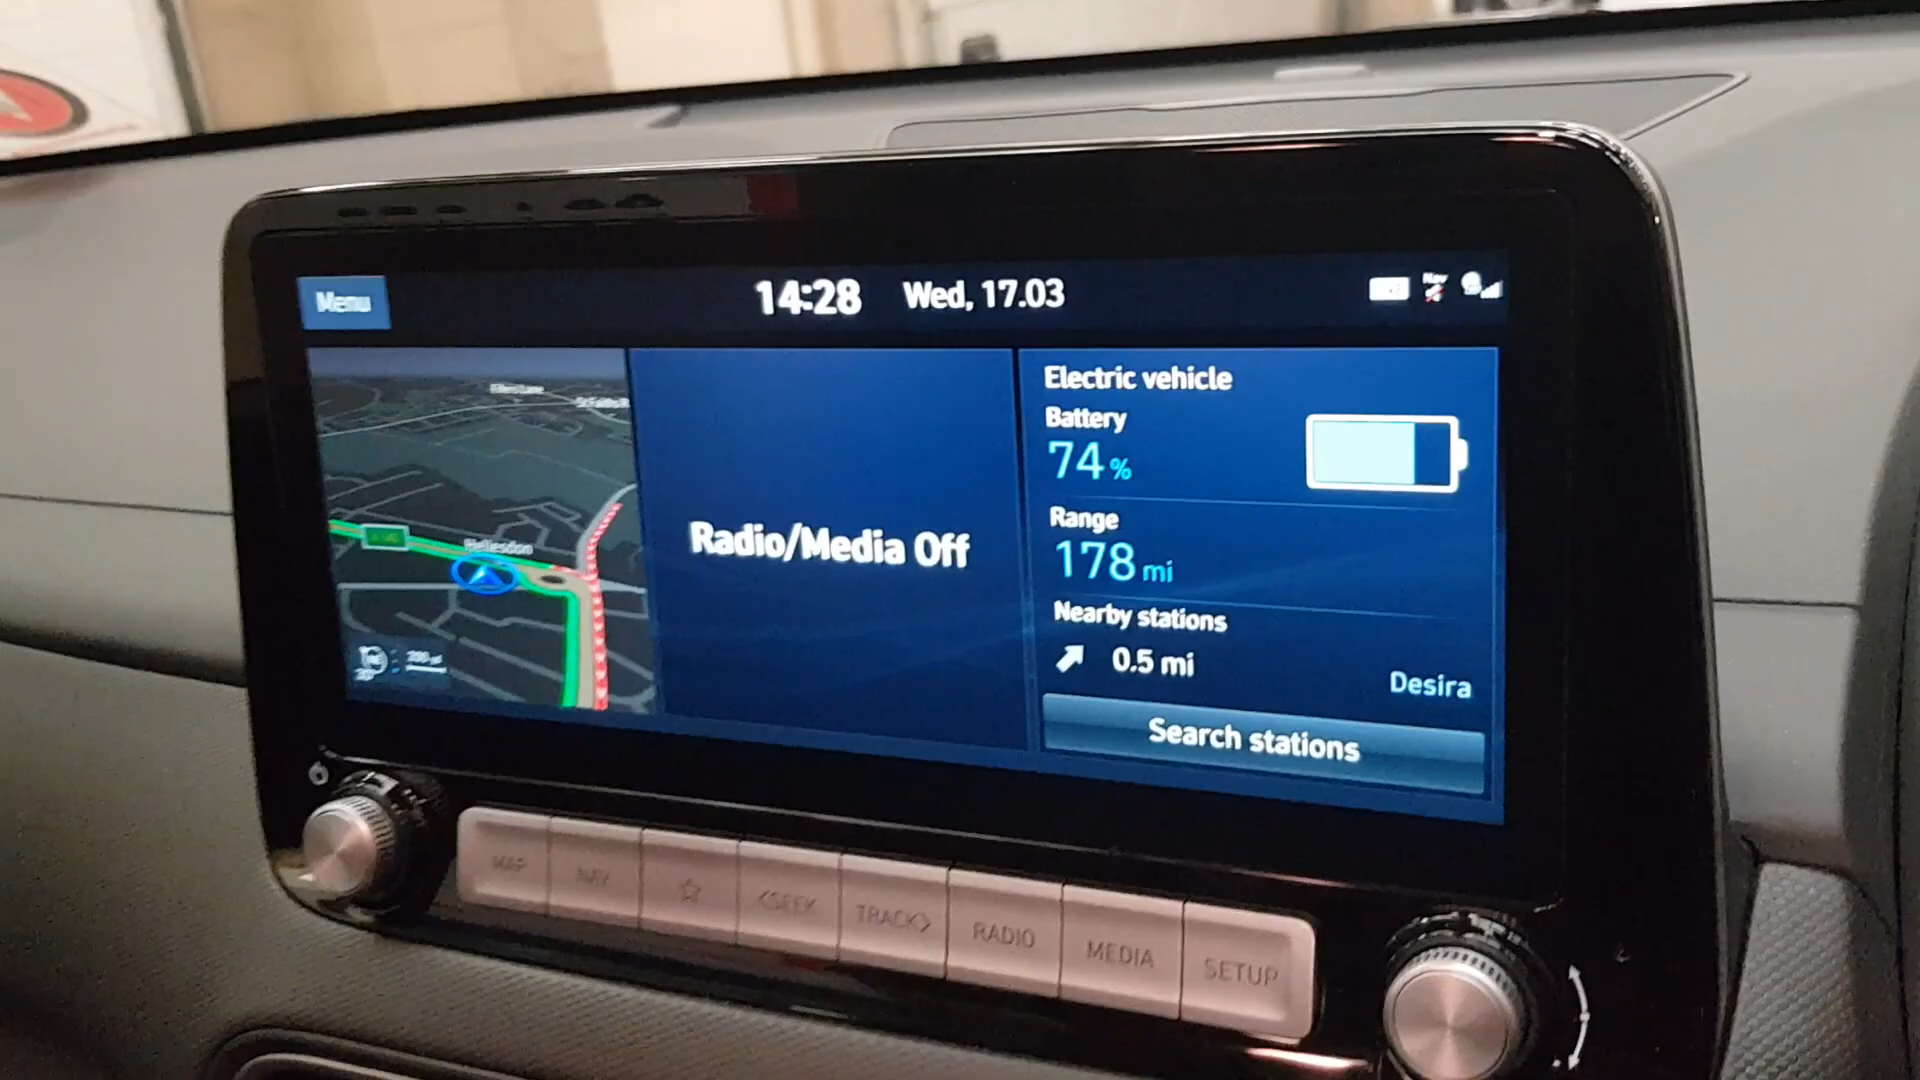 Menu
14:28 Wed, 17.03
Hellesdon
Radio/Media Off
Electric vehicle
Battery
74 %
Range
178 mi
Nearby stations
0.5 mi
Desira
Search stations
MAP
NAV
<SEEK
TRACK>
RADIO
MEDIA
SETUP